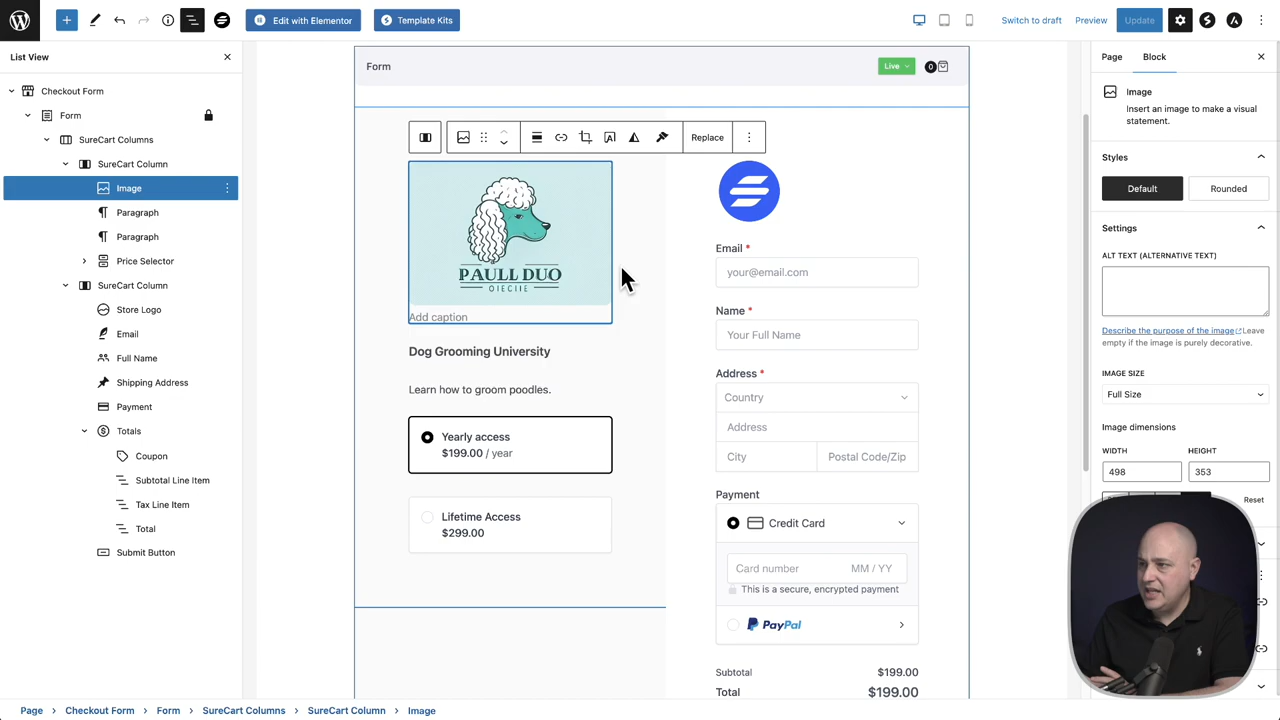 Edit with Elementor
Template Kits
Switch to draft
Preview
Update
List View
Checkout Form
Form
SureCart Columns
SureCart Column
Image
Paragraph
Paragraph
Price Selector
SureCart Column
Store Logo
Email
Full Name
Shipping Address
Payment
Totals
Coupon
Subtotal Line Item
Tax Line Item
Total
Submit Button
Form
Live
0
Replace
PAULL DUO
OIECIIE
Add caption
Dog Grooming University
Learn how to groom poodles.
Yearly access
$199.00 / year
Lifetime Access
$299.00
Email *
your@email.com
Name *
Your Full Name
Address *
Country
Address
City
Postal Code/Zip
Payment
Credit Card
Card number
MM / YY
This is a secure, encrypted payment
PayPal
Subtotal
$199.00
Total
$199.00
Page
Block
Image
Insert an image to make a visual
statement.
Styles
Default
Rounded
Settings
ALT TEXT (ALTERNATIVE TEXT)
Describe the purpose of the image Leave
empty if the image is purely decorative.
IMAGE SIZE
Full Size
Image dimensions
WIDTH
HEIGHT
498
353
Reset
Page › Checkout Form › Form › SureCart Columns › SureCart Column › Image